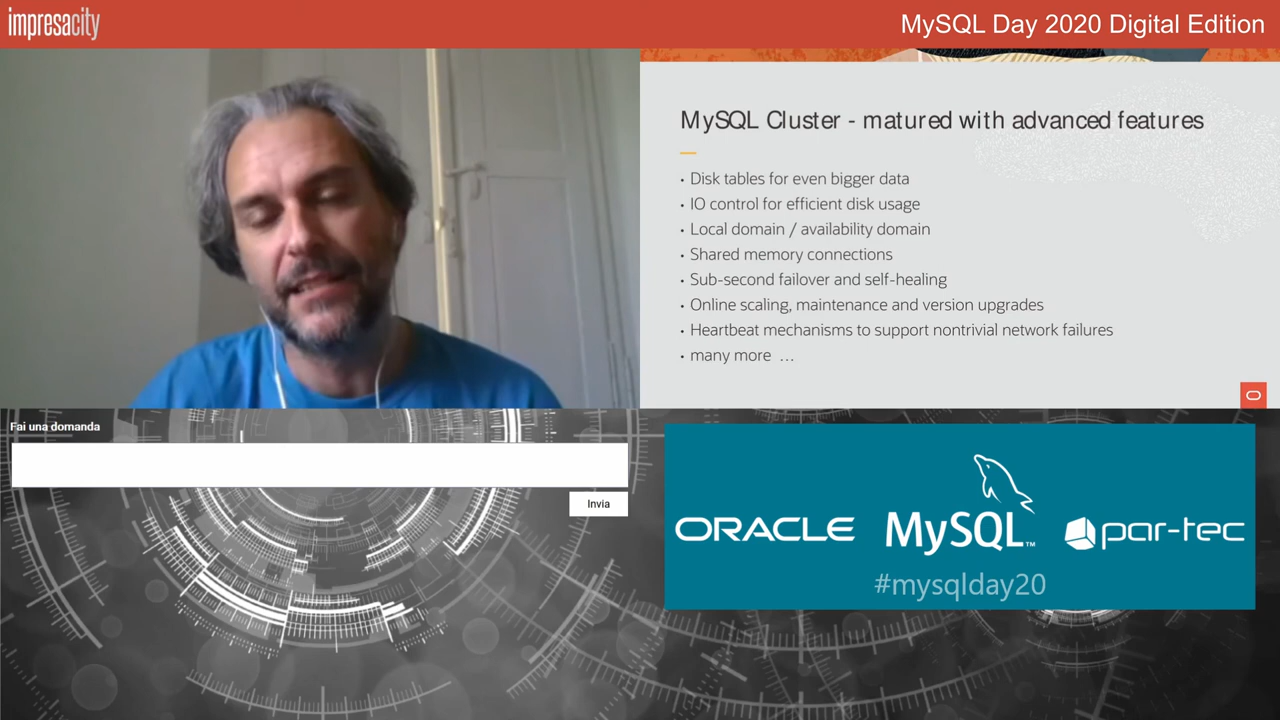 impresacity
MySQL Day 2020 Digital Edition
MySQL Cluster - matured with advanced features
• Disk tables for even bigger data
• IO control for efficient disk usage
• Local domain / availability domain
• Shared memory connections
• Sub-second failover and self-healing
• Online scaling, maintenance and version upgrades
• Heartbeat mechanisms to support nontrivial network failures
• many more …
Fai una domanda
Invia
ORACLE MySQL™ par-tec
#mysqlday20